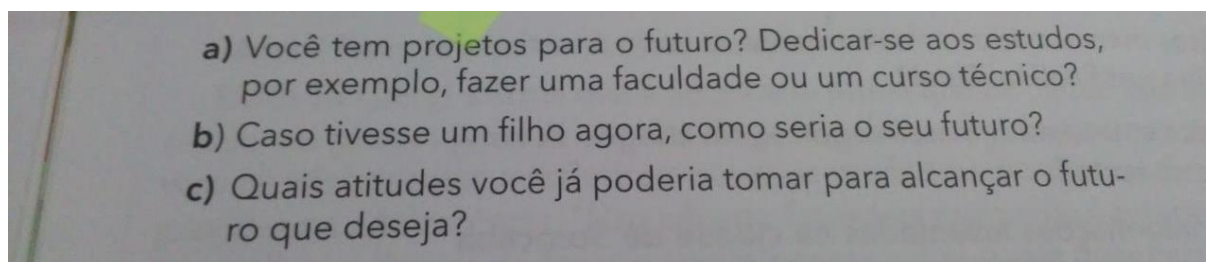 a) Você tem projetos para o futuro? Dedicar-se aos estudos,
por exemplo, fazer uma faculdade ou um curso técnico?
b) Caso tivesse um filho agora, como seria o seu futuro?
c) Quais atitudes você já poderia tomar para alcançar o futu-
ro que deseja?